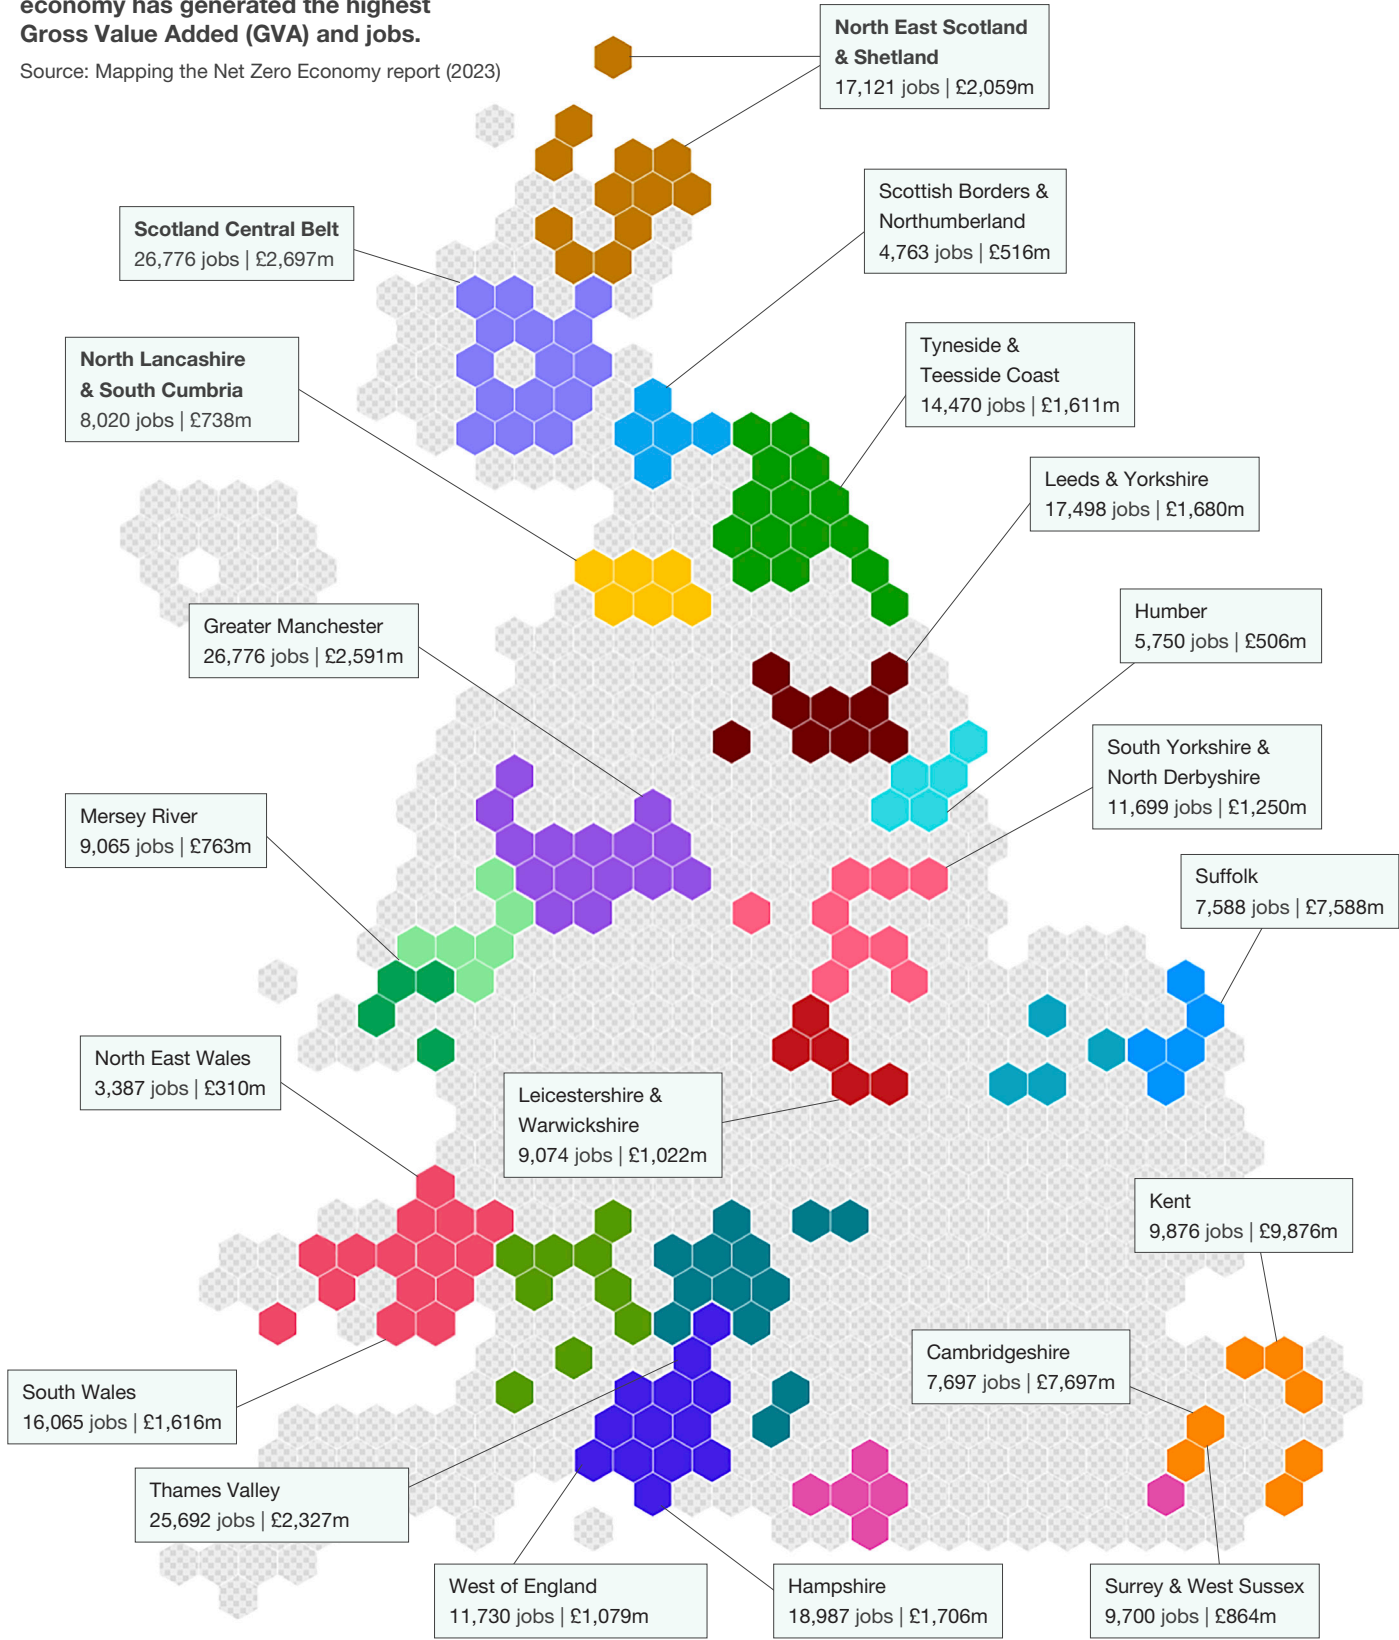 economy has generated the highest
Gross Value Added (GVA) and jobs.
Source: Mapping the Net Zero Economy report (2023)
North East Scotland
& Shetland
17,121 jobs | £2,059m
Scottish Borders &
Northumberland
4,763 jobs | £516m
Scotland Central Belt
26,776 jobs | £2,697m
Tyneside &
Teesside Coast
14,470 jobs | £1,611m
North Lancashire
& South Cumbria
8,020 jobs | £738m
Leeds & Yorkshire
17,498 jobs | £1,680m
Humber
5,750 jobs | £506m
Greater Manchester
26,776 jobs | £2,591m
South Yorkshire &
North Derbyshire
11,699 jobs | £1,250m
Mersey River
9,065 jobs | £763m
Suffolk
7,588 jobs | £7,588m
North East Wales
3,387 jobs | £310m
Leicestershire &
Warwickshire
9,074 jobs | £1,022m
Kent
9,876 jobs | £9,876m
Cambridgeshire
7,697 jobs | £7,697m
South Wales
16,065 jobs | £1,616m
Thames Valley
25,692 jobs | £2,327m
West of England
11,730 jobs | £1,079m
Hampshire
18,987 jobs | £1,706m
Surrey & West Sussex
9,700 jobs | £864m